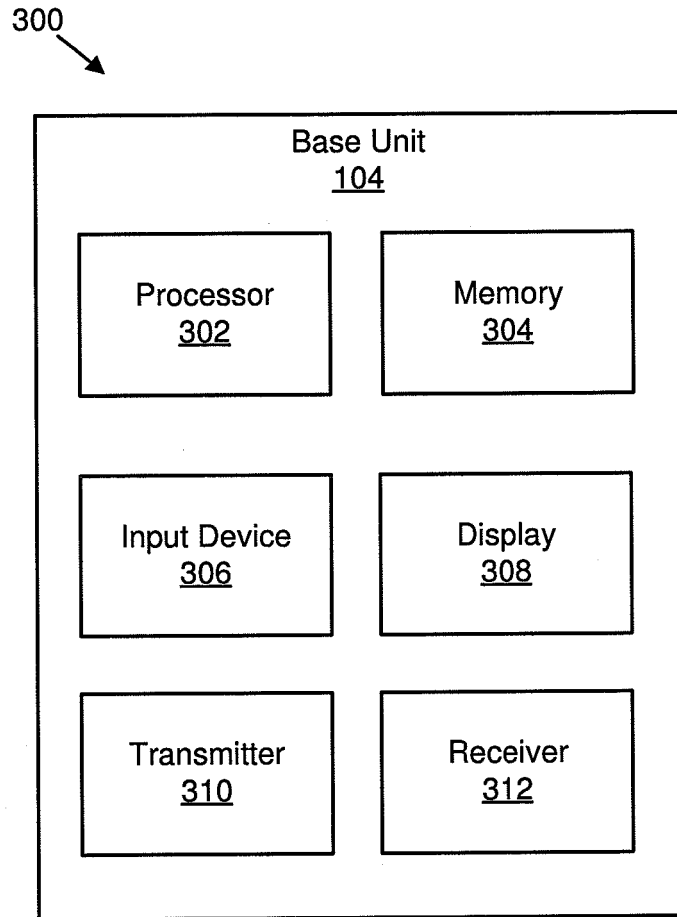 300
Base Unit
104
Processor
302
Memory
304
Input Device
306
Display
308
Transmitter
310
Receiver
312